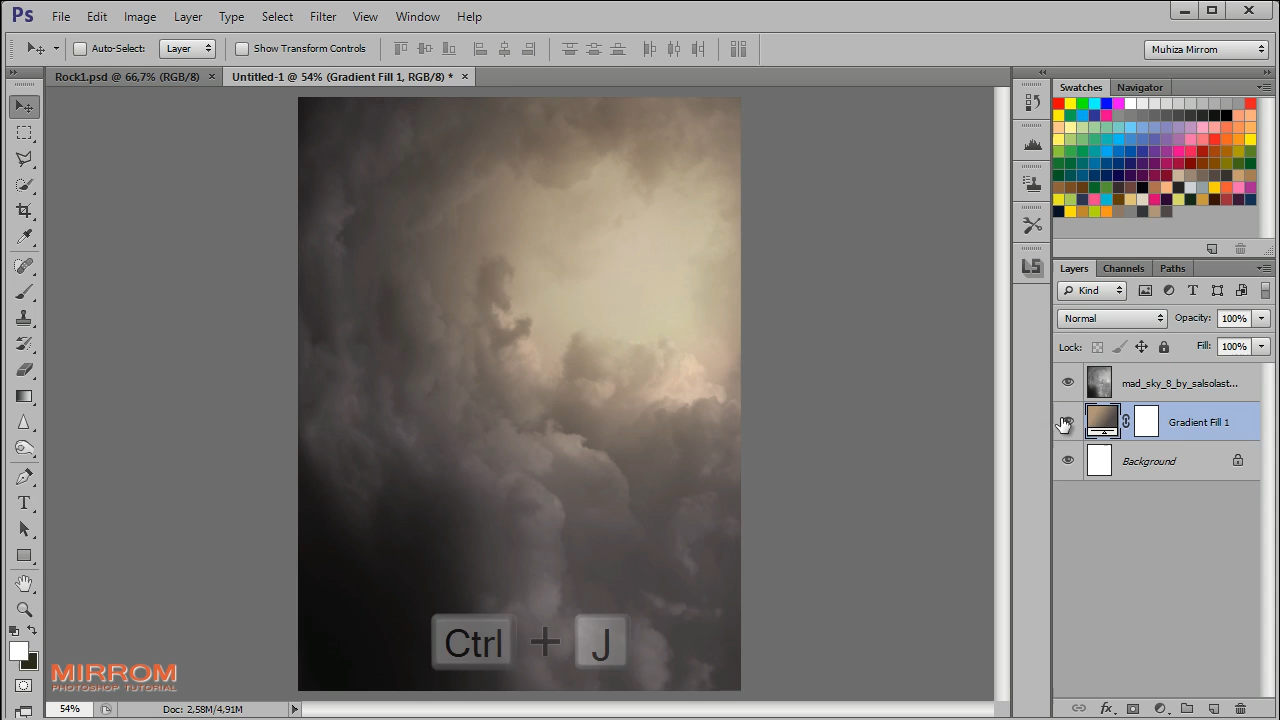 Ps File Edit Image Layer Type Select Filter View Window Help
Auto-Select: Layer Show Transform Controls Muhiza Mirrom
Rock1.psd @ 66,7% (RGB/8) × Untitled-1 @ 54% (Gradient Fill 1, RGB/8) * ×
Swatches Navigator
Layers Channels Paths
Kind
Normal Opacity: 100%
Lock: Fill: 100%
mad_sky_8_by_salsolast...
Gradient Fill 1
Background
Ctrl + J
MIRROM
PHOTOSHOP TUTORIAL
54% Doc: 2,58M/4,91M